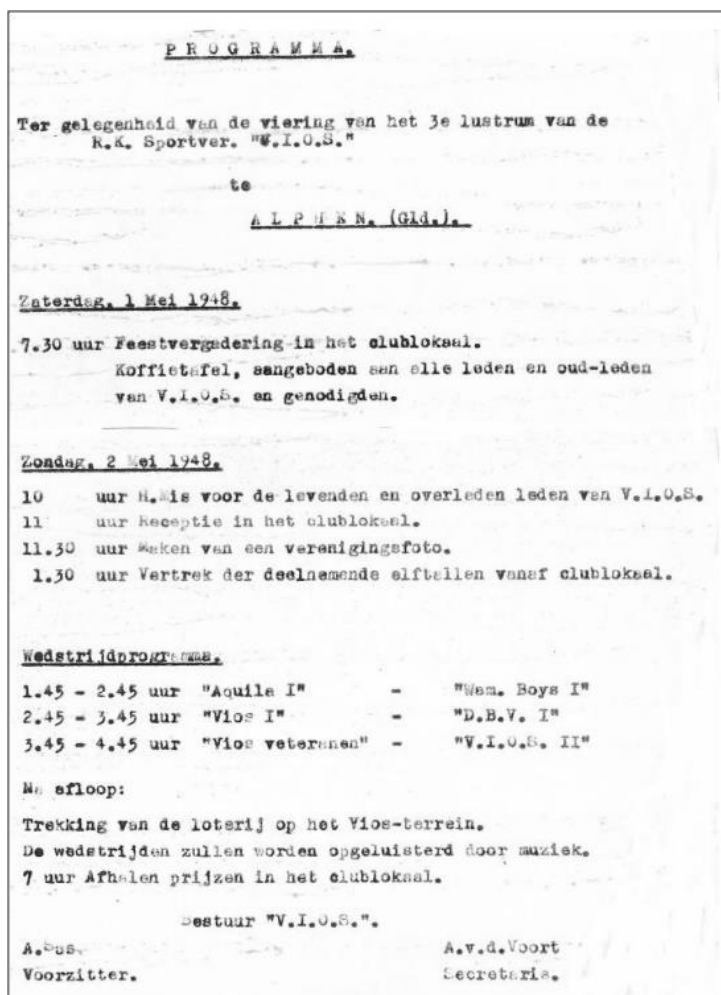 PROGRAMMA.
Ter gelegenheid van de viering van het 3e lustrum van de
R.K. Sportver. "V.I.O.S."
te
ALPHEN. (Gld.).
Zaterdag, 1 Mei 1948.
7.30 uur Feestvergadering in het clublokaal.
Koffietafel, aangeboden aan alle leden en oud-leden
van V.I.O.S. en genodigden.
Zondag, 2 Mei 1948.
10 uur H.Mis voor de levenden en overleden leden van V.I.O.S.
11 uur Receptie in het clublokaal.
11.30 uur Maken van een verenigingsfoto.
1.30 uur Vertrek der deelnemende elftallen vanaf clublokaal.
Wedstrijdprogramma.
1.45 - 2.45 uur "Aquila I" - "Wam. Boys I"
2.45 - 3.45 uur "Vios I" - "D.B.V. I"
3.45 - 4.45 uur "Vios veteranen" - "V.I.O.S. II"
Na afloop:
Trekking van de loterij op het Vios-terrein.
De wedstrijden zullen worden opgeluisterd door muziek.
7 uur Afhalen prijzen in het clublokaal.
Bestuur "V.I.O.S.".
A. A.v.d.Voort
Voorzitter. Secretaris.